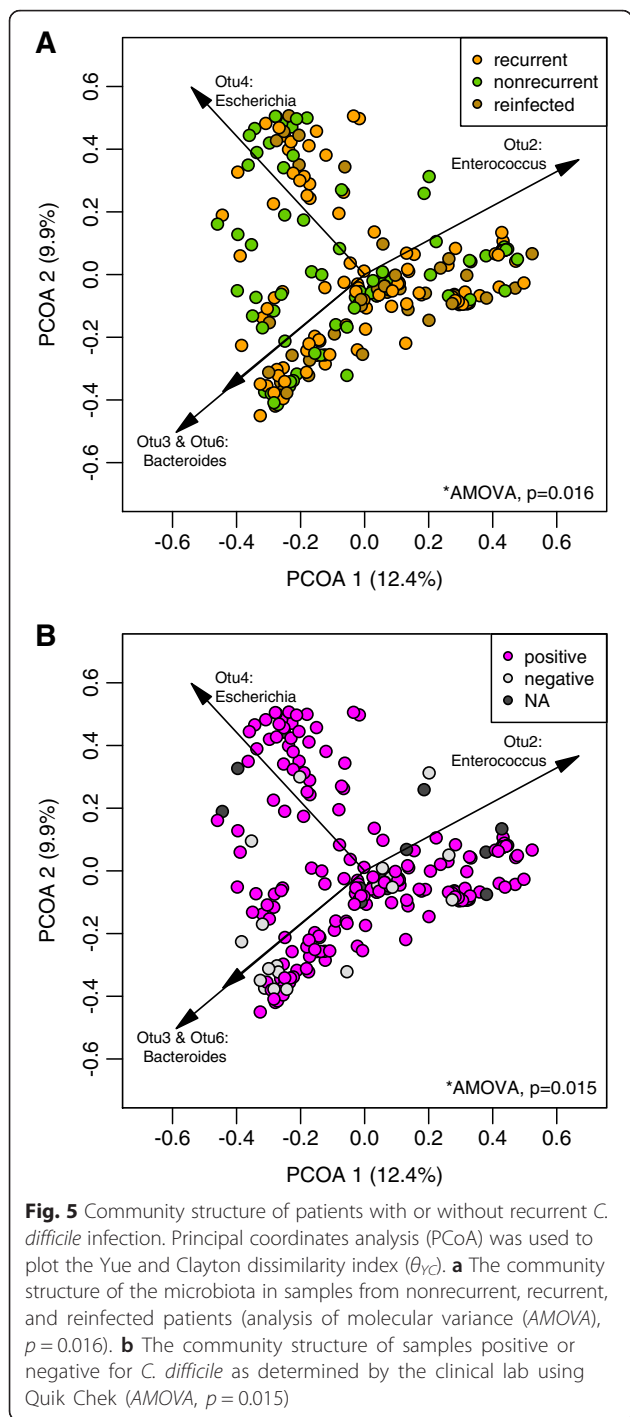 A
recurrent
nonrecurrent
reinfected
Otu4:
Escherichia
Otu2:
Enterococcus
PCOA 2 (9.9%)
0.6
0.4
0.2
0.0
-0.2
-0.4
-0.6
Otu3 & Otu6:
Bacteroides
*AMOVA, p=0.016
-0.6 -0.4 -0.2 0.0 0.2 0.4 0.6
PCOA 1 (12.4%)
B
positive
negative
NA
Otu4:
Escherichia
Otu2:
Enterococcus
PCOA 2 (9.9%)
0.6
0.4
0.2
0.0
-0.2
-0.4
-0.6
Otu3 & Otu6:
Bacteroides
*AMOVA, p=0.015
-0.6 -0.4 -0.2 0.0 0.2 0.4 0.6
PCOA 1 (12.4%)
Fig. 5 Community structure of patients with or without recurrent C.
difficile infection. Principal coordinates analysis (PCoA) was used to
plot the Yue and Clayton dissimilarity index (θYC). a The community
structure of the microbiota in samples from nonrecurrent, recurrent,
and reinfected patients (analysis of molecular variance (AMOVA),
p = 0.016). b The community structure of samples positive or
negative for C. difficile as determined by the clinical lab using
Quik Chek (AMOVA, p = 0.015)